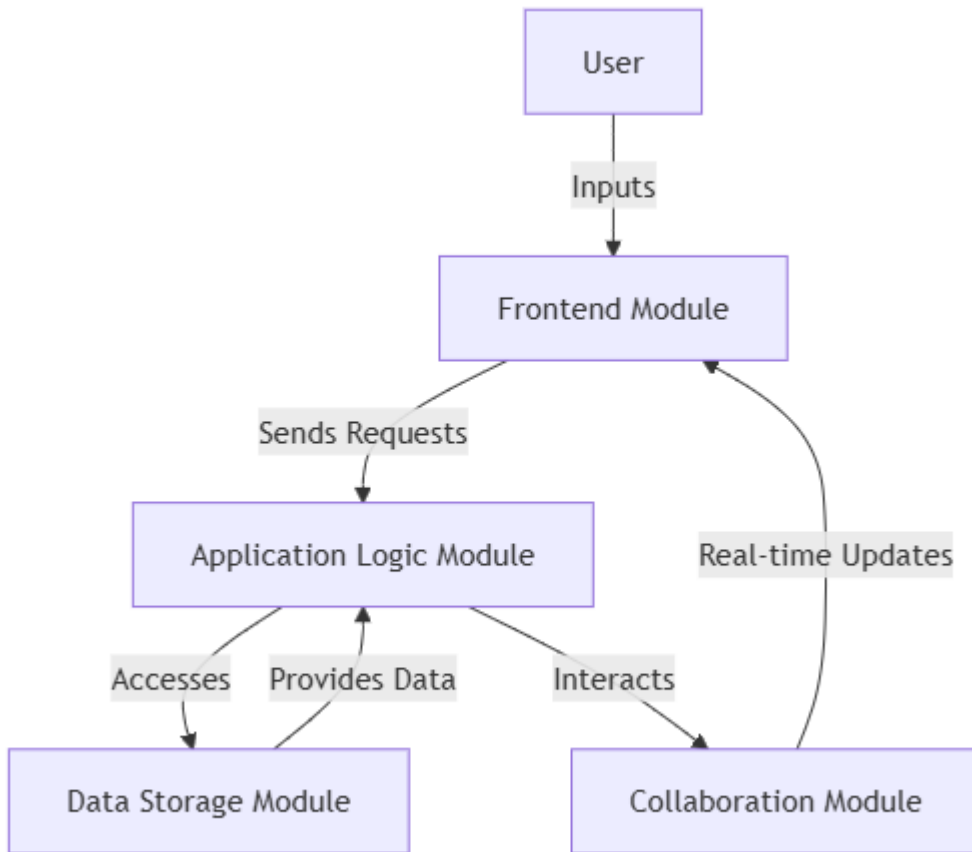 User
Inputs
Frontend Module
Sends Requests
Application Logic Module
Real-time Updates
Accesses
Provides Data
Interacts
Data Storage Module
Collaboration Module